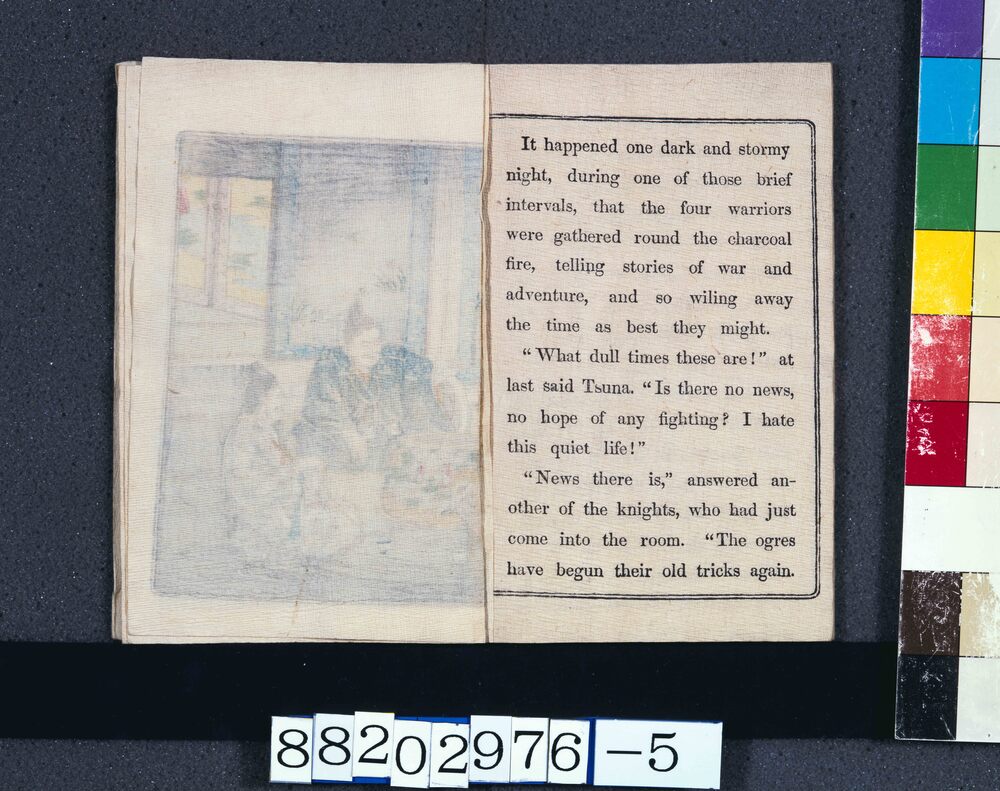 It happened one dark and stormy
night, during one of those brief
intervals, that the four warriors
were gathered round the charcoal
fire, telling stories of war and
adventure, and so wiling away
the time as best they might.
“What dull times these are!” at
last said Tsuna. “Is there no news,
no hope of any fighting? I hate
this quiet life!”
“News there is,” answered an-
other of the knights, who had just
come into the room. “The ogres
have begun their old tricks again.
88202976-5